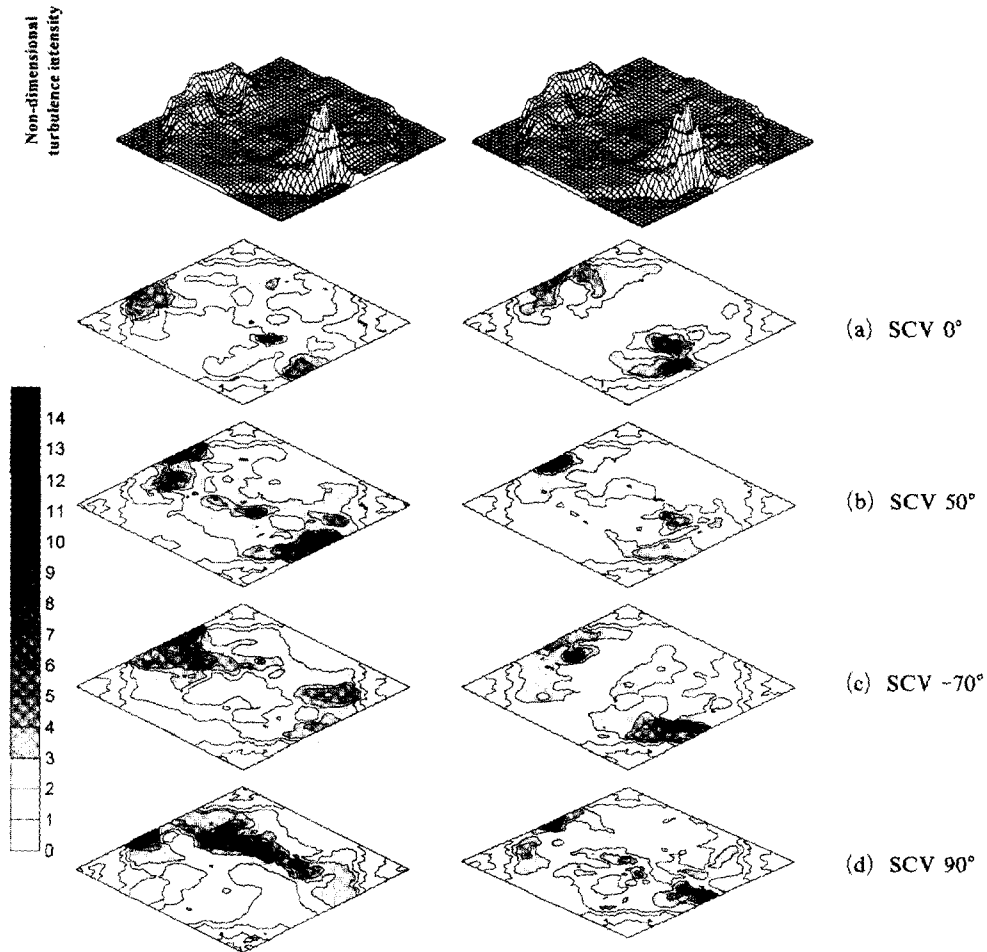 Non-dimensional
turbulence intensity
(a) SCV 0°
(b) SCV 50°
(c) SCV -70°
(d) SCV 90°
14
13
12
11
10
9
8
7
6
5
4
3
2
1
0